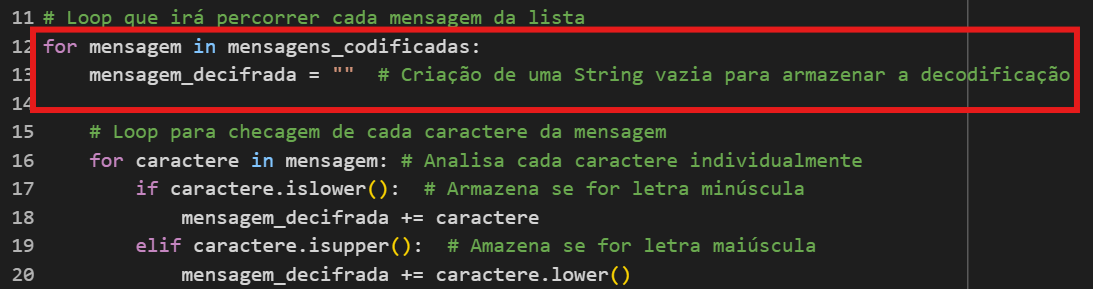 11 # Loop que irá percorrer cada mensagem da lista
12 for mensagem in mensagens_codificadas:
13     mensagem_decifrada = ""  # Criação de uma String vazia para armazenar a decodificação
14
15     # Loop para checagem de cada caractere da mensagem
16     for caractere in mensagem: # Analisa cada caractere individualmente
17         if caractere.islower():  # Armazena se for letra minúscula
18             mensagem_decifrada += caractere
19         elif caractere.isupper():  # Amazena se for letra maiúscula
20             mensagem_decifrada += caractere.lower()